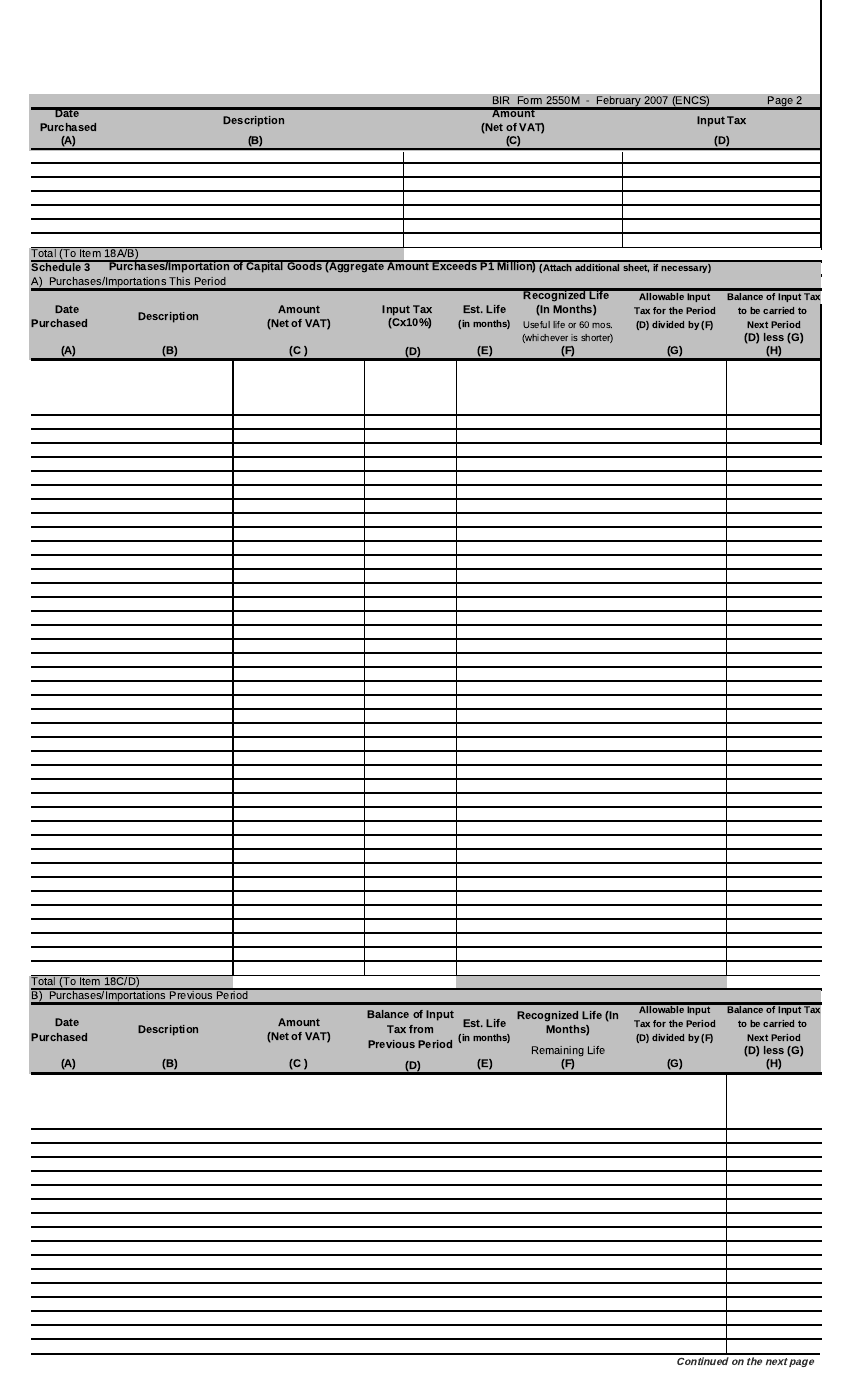 BIR Form 2550M - February 2007 (ENCS) Page 2
Date Purchased (A) Description (B) Amount (Net of VAT) (C) Input Tax (D)
Total (To Item 18A/B)
Schedule 3 Purchases/Importation of Capital Goods (Aggregate Amount Exceeds P1 Million) (Attach additional sheet, if necessary)
A) Purchases/Importations This Period
Date Purchased (A) Description (B) Amount (Net of VAT) (C ) Input Tax (Cx10%) (D) Est. Life (in months) (E) Recognized Life (In Months) Useful life or 60 mos. (whichever is shorter) (F) Allowable Input Tax for the Period (D) divided by (F) (G) Balance of Input Tax to be carried to Next Period (D) less (G) (H)
Total (To Item 18C/D)
B) Purchases/Importations Previous Period
Date Purchased (A) Description (B) Amount (Net of VAT) (C ) Balance of Input Tax from Previous Period (D) Est. Life (in months) (E) Recognized Life (In Months) Remaining Life (F) Allowable Input Tax for the Period (D) divided by (F) (G) Balance of Input Tax to be carried to Next Period (D) less (G) (H)
Continued on the next page